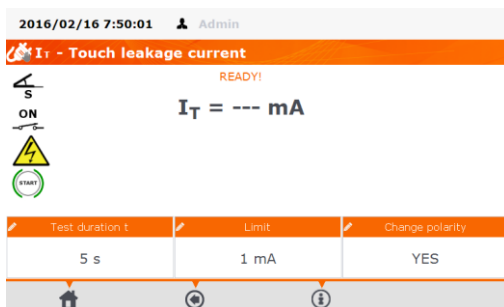 2016/02/16 7:50:01 Admin
IT - Touch leakage current
READY!
IT = --- mA
S
ON
START
Test duration t Limit Change polarity
5 s 1 mA YES